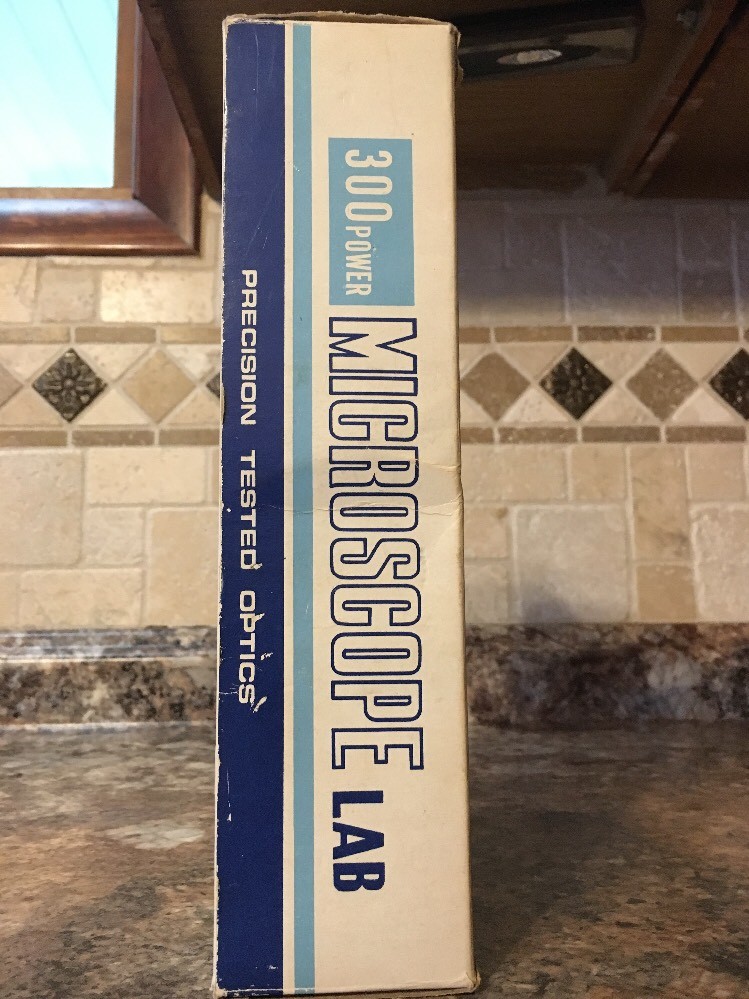 300 POWER
MICROSCOPE LAB
PRECISION TESTED OPTICS